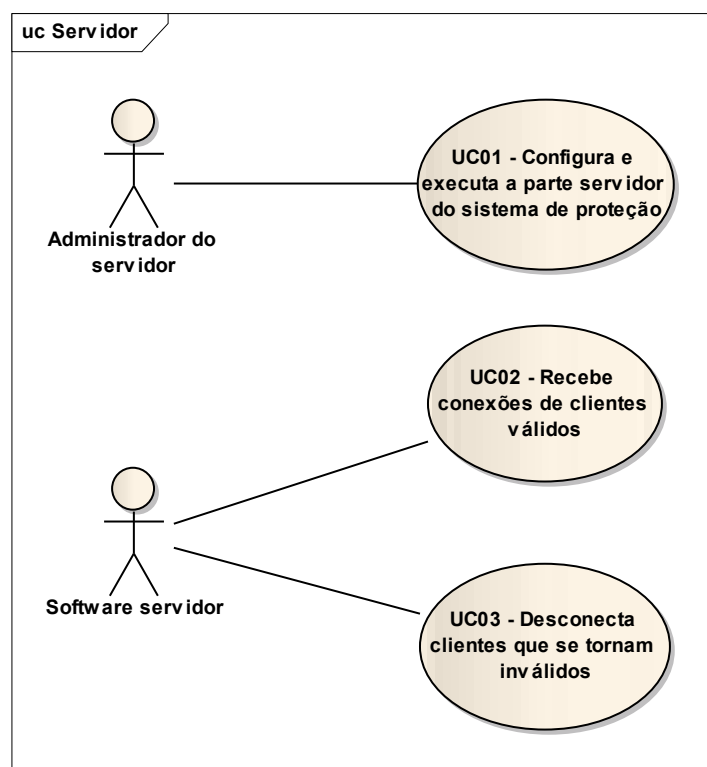 uc Servidor
UC01 - Configura e
executa a parte servidor
do sistema de proteção
Administrador do
servidor
UC02 - Recebe
conexões de clientes
válidos
Software servidor
UC03 - Desconecta
clientes que se tornam
inválidos